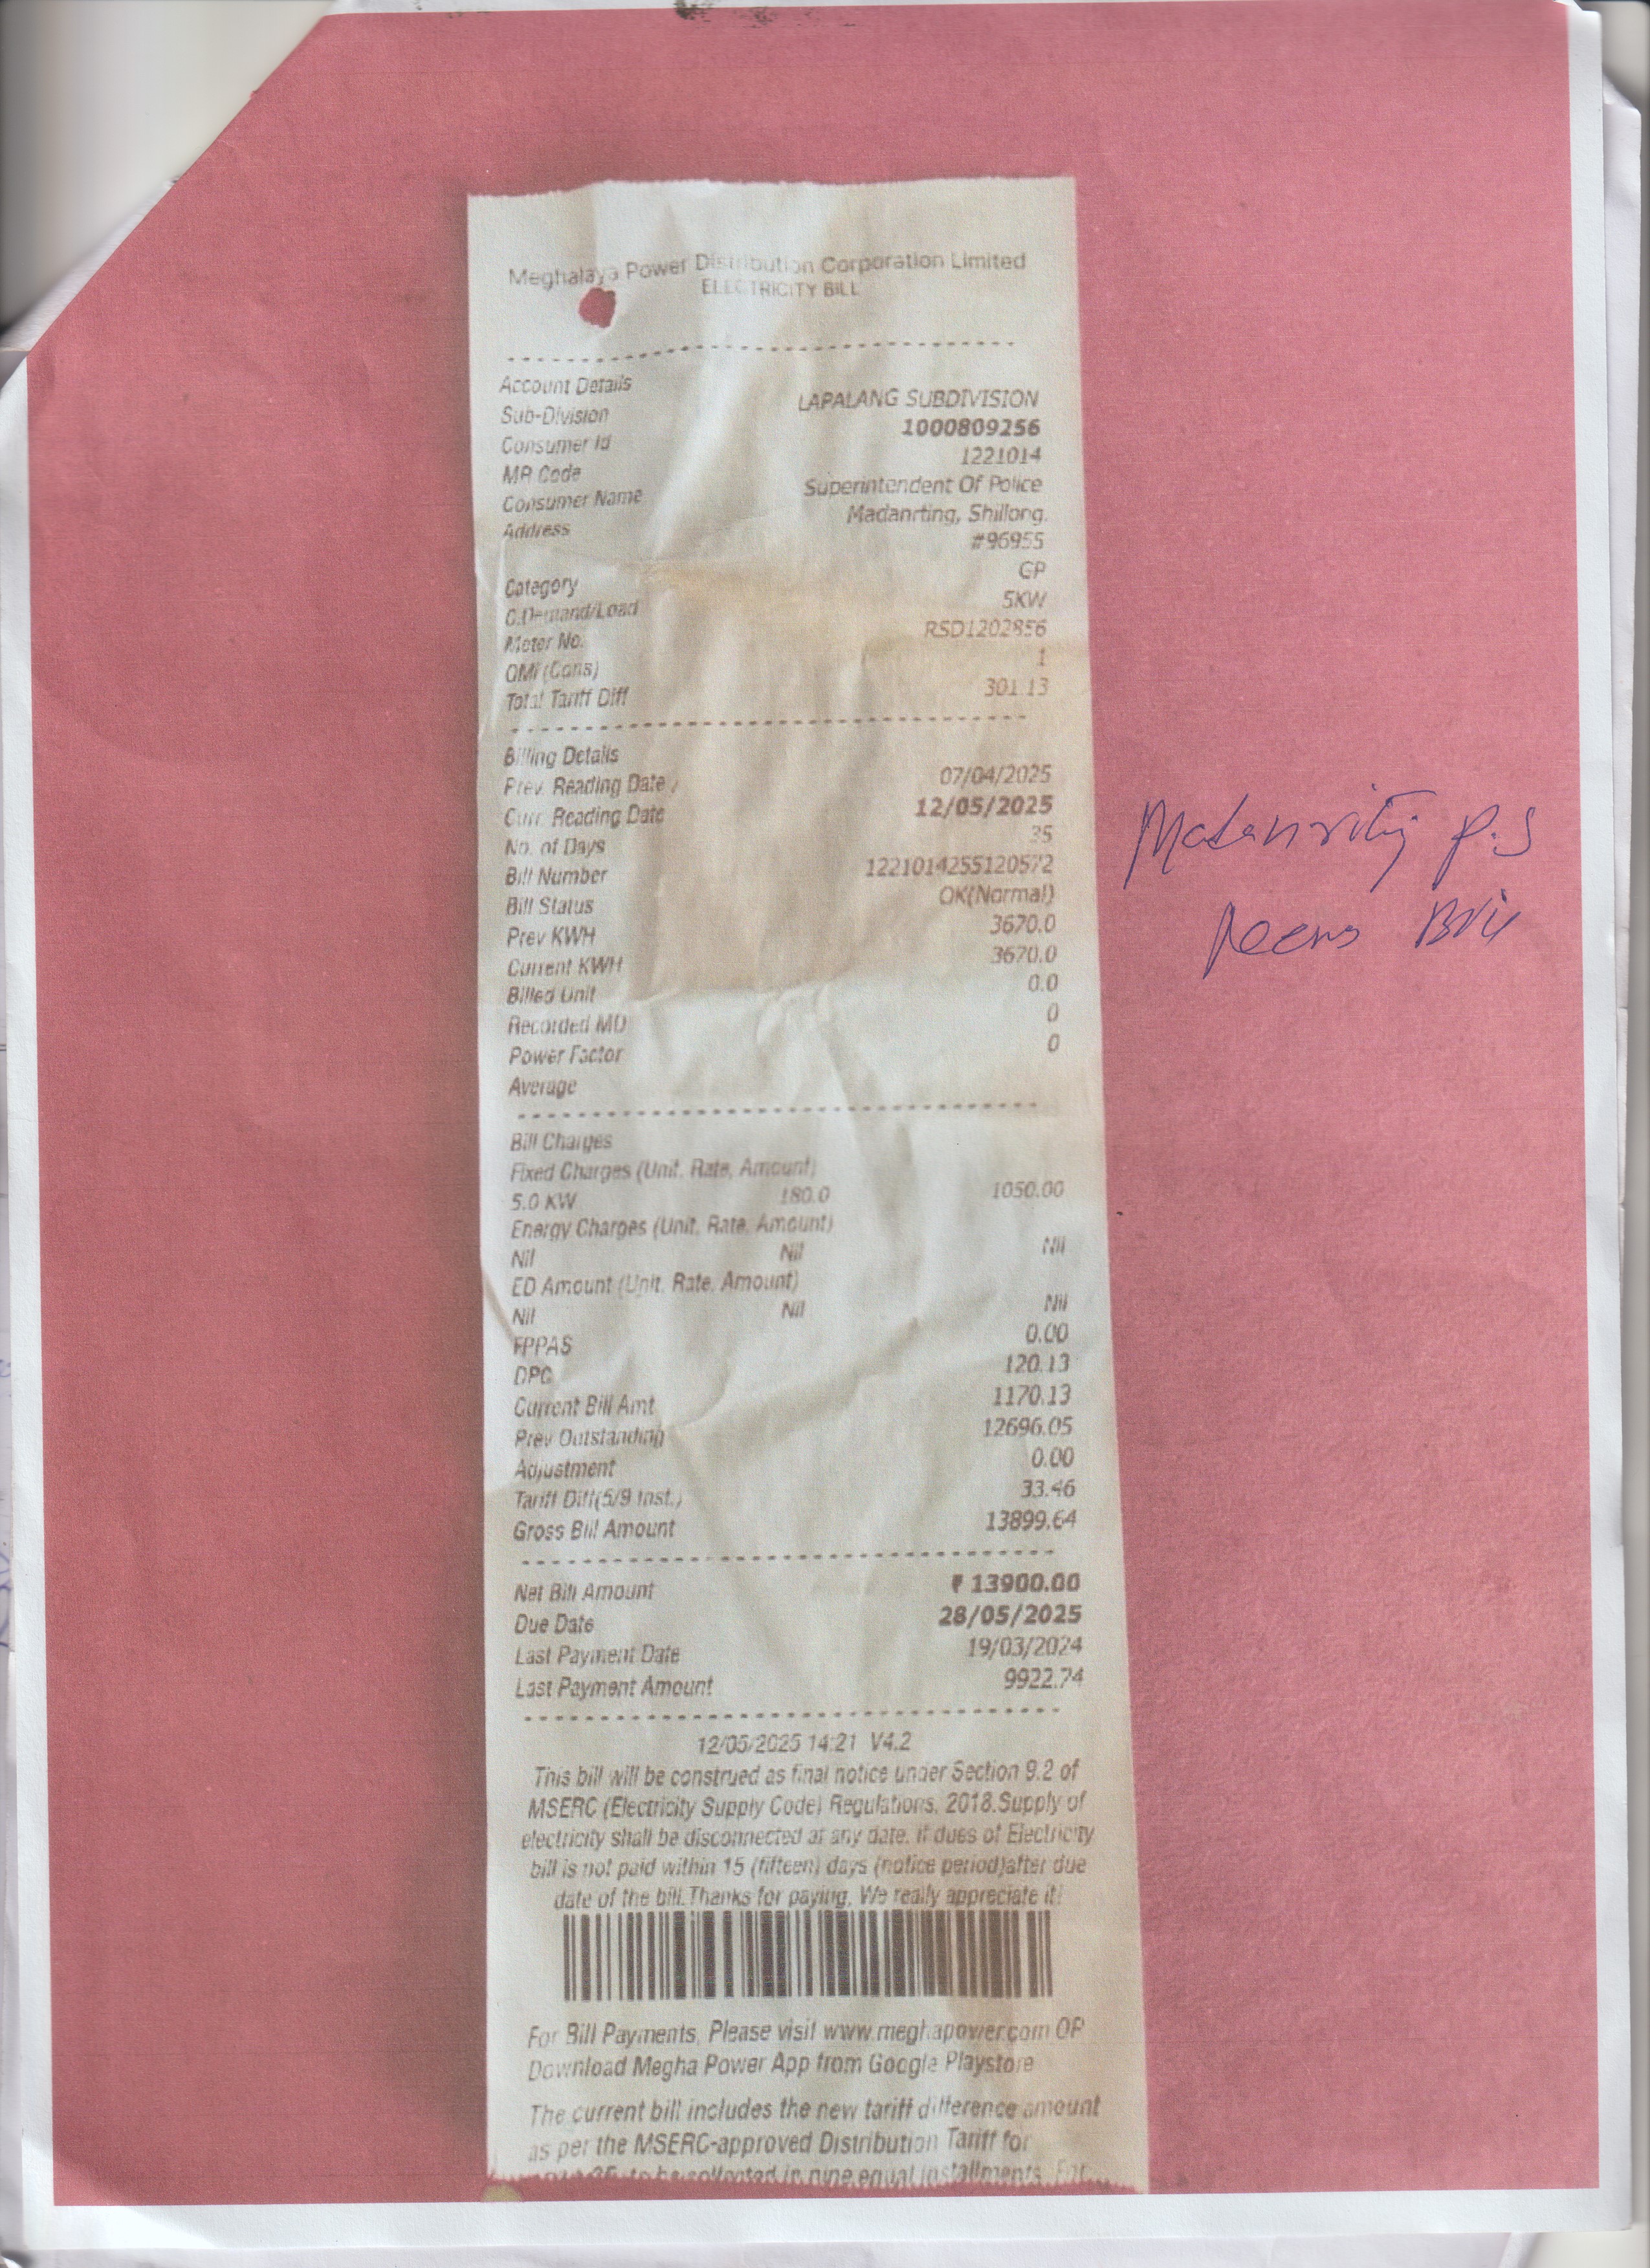 Meghalaya Power Distribution Corporation Limited
ELECTRICITY BILL
Account Details
Sub-Division LAPALANG SUBDIVISION
Consumer Id 1000809256
MR Code 1221014
Consumer Name Superintendent Of Police
Address Madanrting, Shillong.
#96955
Category GP
C.Demand/Load 5KW
Meter No. RSD1202856
OMF(Cons) 1
Total Tariff Diff 301.13
Billing Details
Prev. Reading Date 07/04/2025
Curr. Reading Date 12/05/2025
No. of Days 35
Bill Number 1221014255120572
Bill Status OK(Normal)
Prev KWH 3670.0
Current KWH 3670.0
Billed Unit 0.0
Recorded MD 0
Power Factor 0
Average
Bill Charges
Fixed Charges (Unit, Rate, Amount)
5.0 KW 180.0 1050.00
Energy Charges (Unit, Rate, Amount)
Nil Nil Nil
ED Amount (Unit, Rate, Amount)
Nil Nil Nil
FPPAS 0.00
DPC 120.13
Current Bill Amt 1170.13
Prev Outstanding 12696.05
Adjustment 0.00
Tariff Diff(5/9 Inst.) 33.46
Gross Bill Amount 13899.64
Net Bill Amount ₹ 13900.00
Due Date 28/05/2025
Last Payment Date 19/03/2024
Last Payment Amount 9922.74
12/05/2025 14:21 V4.2
This bill will be construed as final notice under Section 9.2 of
MSERC (Electricity Supply Code) Regulations, 2018.Supply of
electricity shall be disconnected at any date, if dues of Electricity
bill is not paid within 15 (fifteen) days (notice period)after due
date of the bill.Thanks for paying, We really appreciate it!
For Bill Payments, Please visit www.meghapower.com OR
Download Megha Power App from Google Playstore
The current bill includes the new tariff difference amount
as per the MSERC-approved Distribution Tariff for
to be collected in nine equal installments. For
P.S